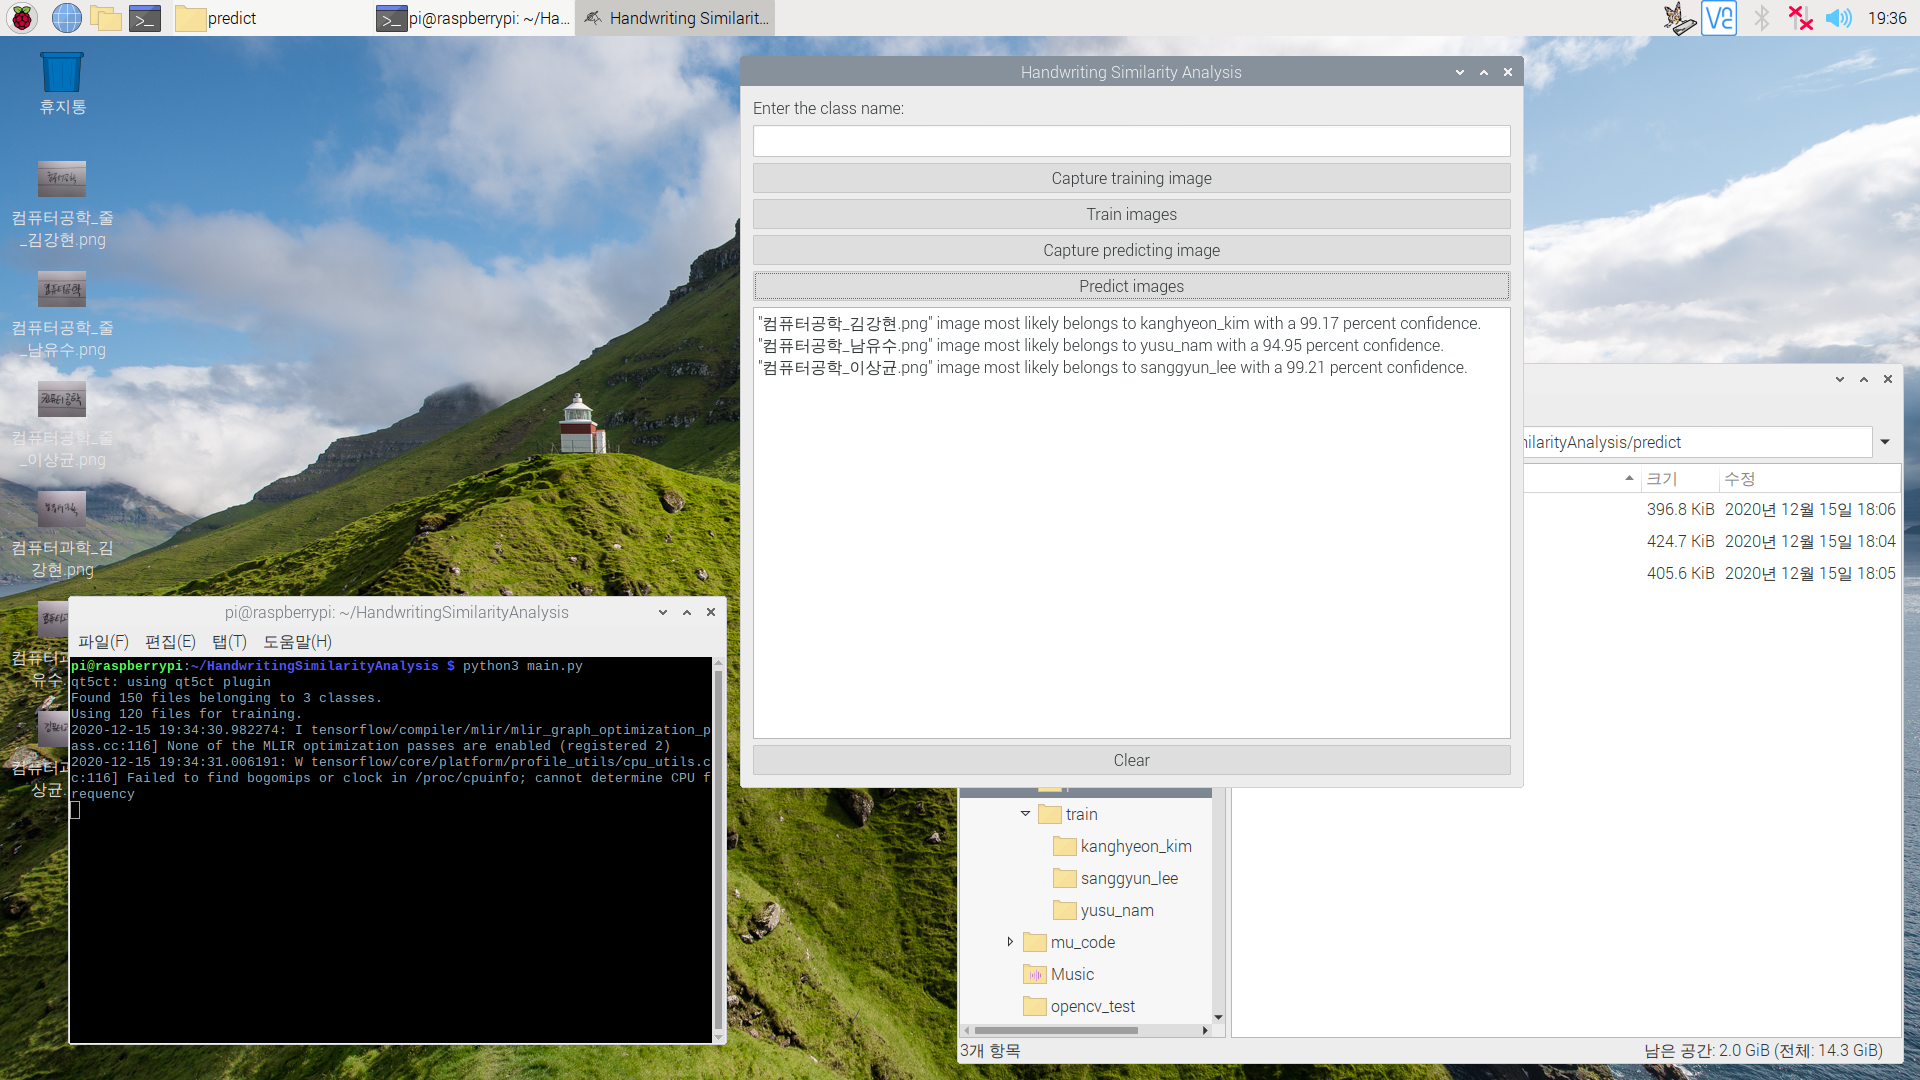 predict
pi@raspberrypi: ~/Ha...
Handwriting Similarit...
19:36
휴지통
컴퓨터공학_줄
_김강현.png
컴퓨터공학_줄
_남유수.png
컴퓨터공학_줄
_이상균.png
컴퓨터과학_김
강현.png
컴퓨터과
유수.
컴퓨터과
상균.
Handwriting Similarity Analysis
Enter the class name:
Capture training image
Train images
Capture predicting image
Predict images
"컴퓨터공학_김강현.png" image most likely belongs to kanghyeon_kim with a 99.17 percent confidence.
"컴퓨터공학_남유수.png" image most likely belongs to yusu_nam with a 94.95 percent confidence.
"컴퓨터공학_이상균.png" image most likely belongs to sanggyun_lee with a 99.21 percent confidence.
Clear
pi@raspberrypi: ~/HandwritingSimilarityAnalysis
파일(F) 편집(E) 탭(T) 도움말(H)
pi@raspberrypi:~/HandwritingSimilarityAnalysis $ python3 main.py
qt5ct: using qt5ct plugin
Found 150 files belonging to 3 classes.
Using 120 files for training.
2020-12-15 19:34:30.982274: I tensorflow/compiler/mlir/mlir_graph_optimization_p
ass.cc:116] None of the MLIR optimization passes are enabled (registered 2)
2020-12-15 19:34:31.006191: W tensorflow/core/platform/profile_utils/cpu_utils.c
c:116] Failed to find bogomips or clock in /proc/cpuinfo; cannot determine CPU f
requency
ilarityAnalysis/predict
크기 수정
396.8 KiB 2020년 12월 15일 18:06
424.7 KiB 2020년 12월 15일 18:04
405.6 KiB 2020년 12월 15일 18:05
train
kanghyeon_kim
sanggyun_lee
yusu_nam
mu_code
Music
opencv_test
3개 항목
남은 공간: 2.0 GiB (전체: 14.3 GiB)